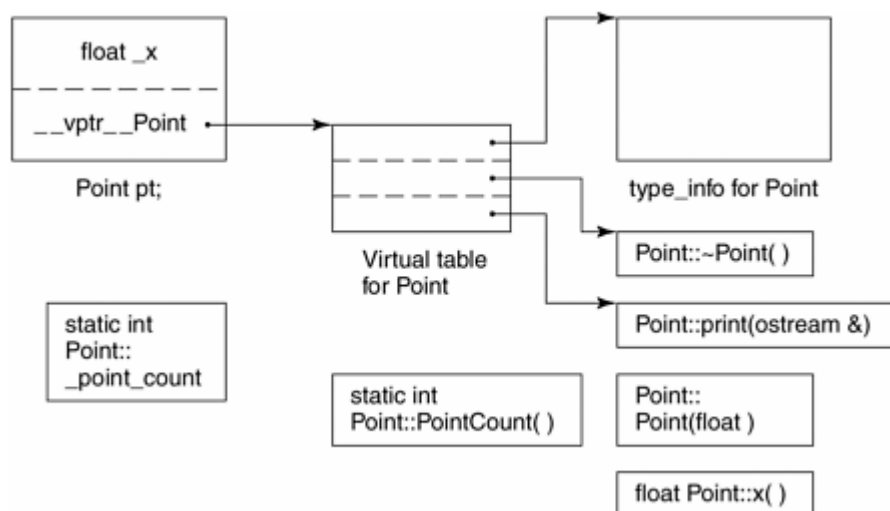 float _x
__vptr__Point
Point pt;
Virtual table
for Point
type_info for Point
Point::~Point( )
Point::print(ostream &)
static int
Point::
_point_count
static int
Point::PointCount( )
Point::
Point(float )
float Point::x( )